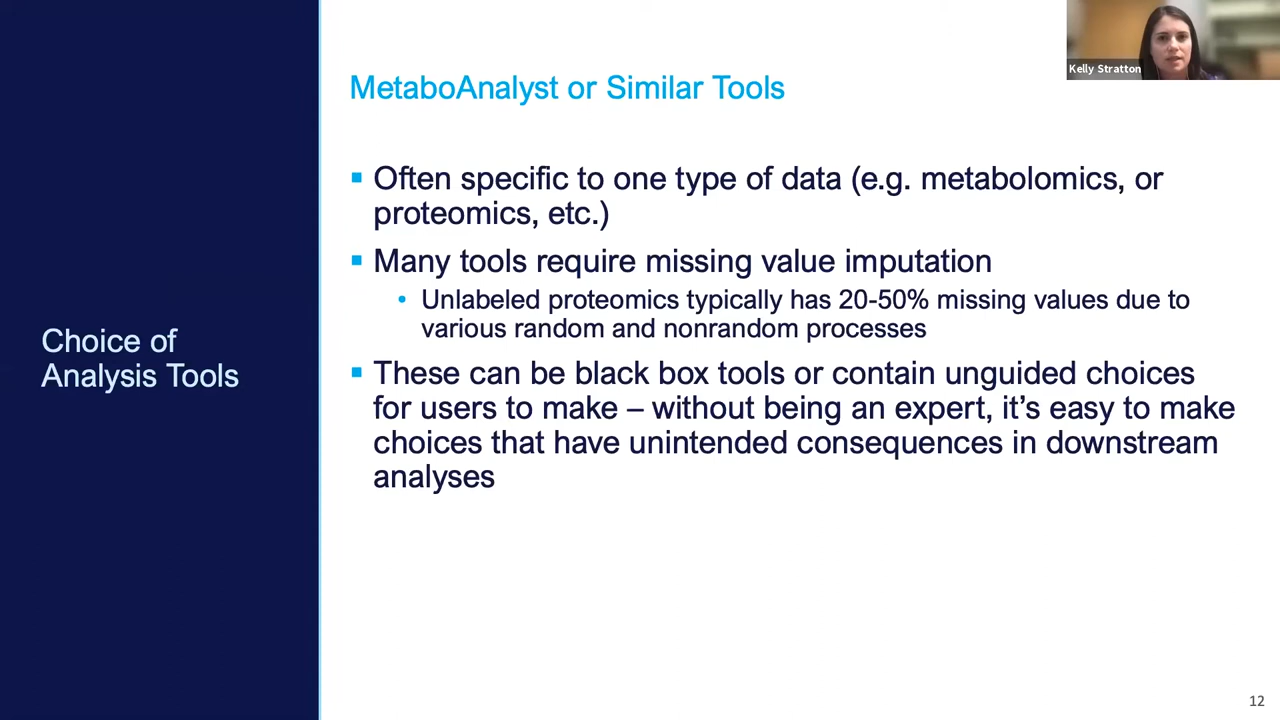 Kelly Stratton
MetaboAnalyst or Similar Tools
Often specific to one type of data (e.g. metabolomics, or
proteomics, etc.)
Many tools require missing value imputation
Unlabeled proteomics typically has 20-50% missing values due to
various random and nonrandom processes
Choice of
Analysis Tools
These can be black box tools or contain unguided choices
for users to make – without being an expert, it's easy to make
choices that have unintended consequences in downstream
analyses
12